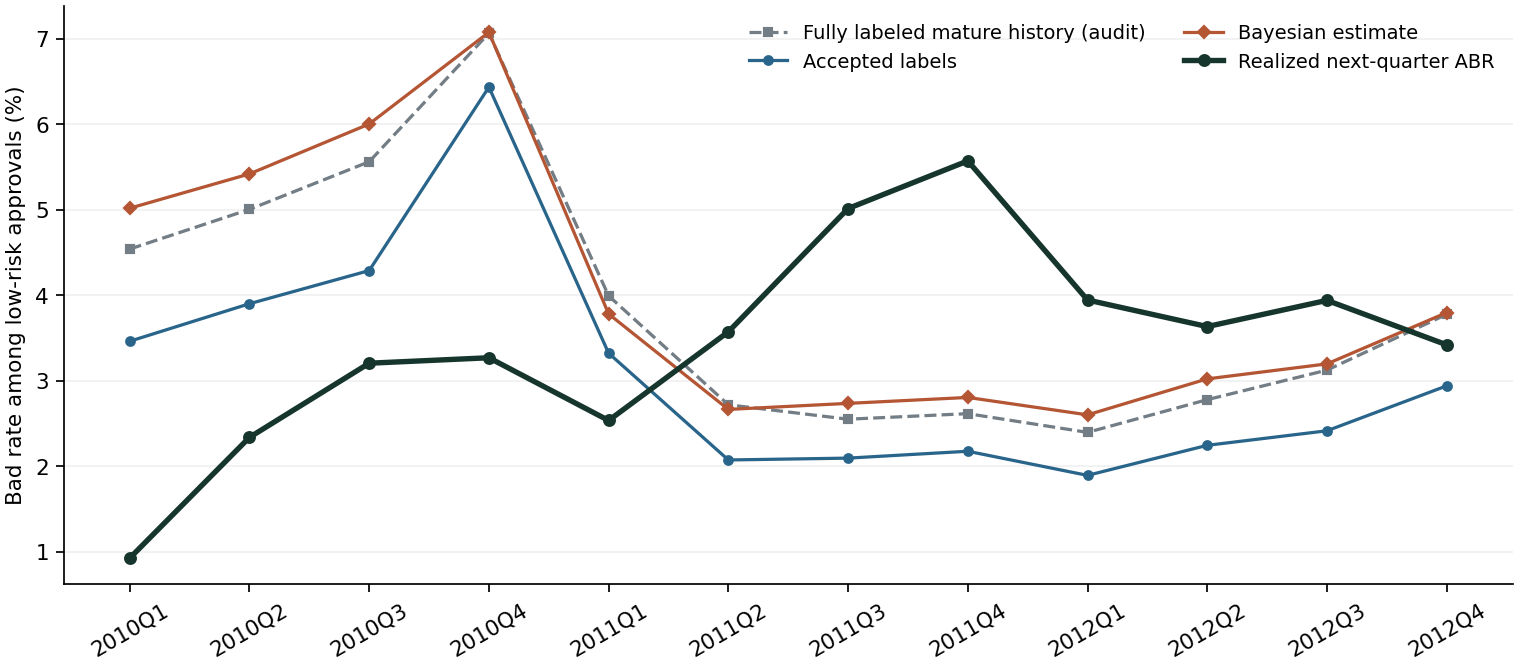 Fully labeled mature history (audit)
Accepted labels
Bayesian estimate
Realized next-quarter ABR
Bad rate among low-risk approvals (%)
7
6
5
4
3
2
1
2010Q1
2010Q2
2010Q3
2010Q4
2011Q1
2011Q2
2011Q3
2011Q4
2012Q1
2012Q2
2012Q3
2012Q4